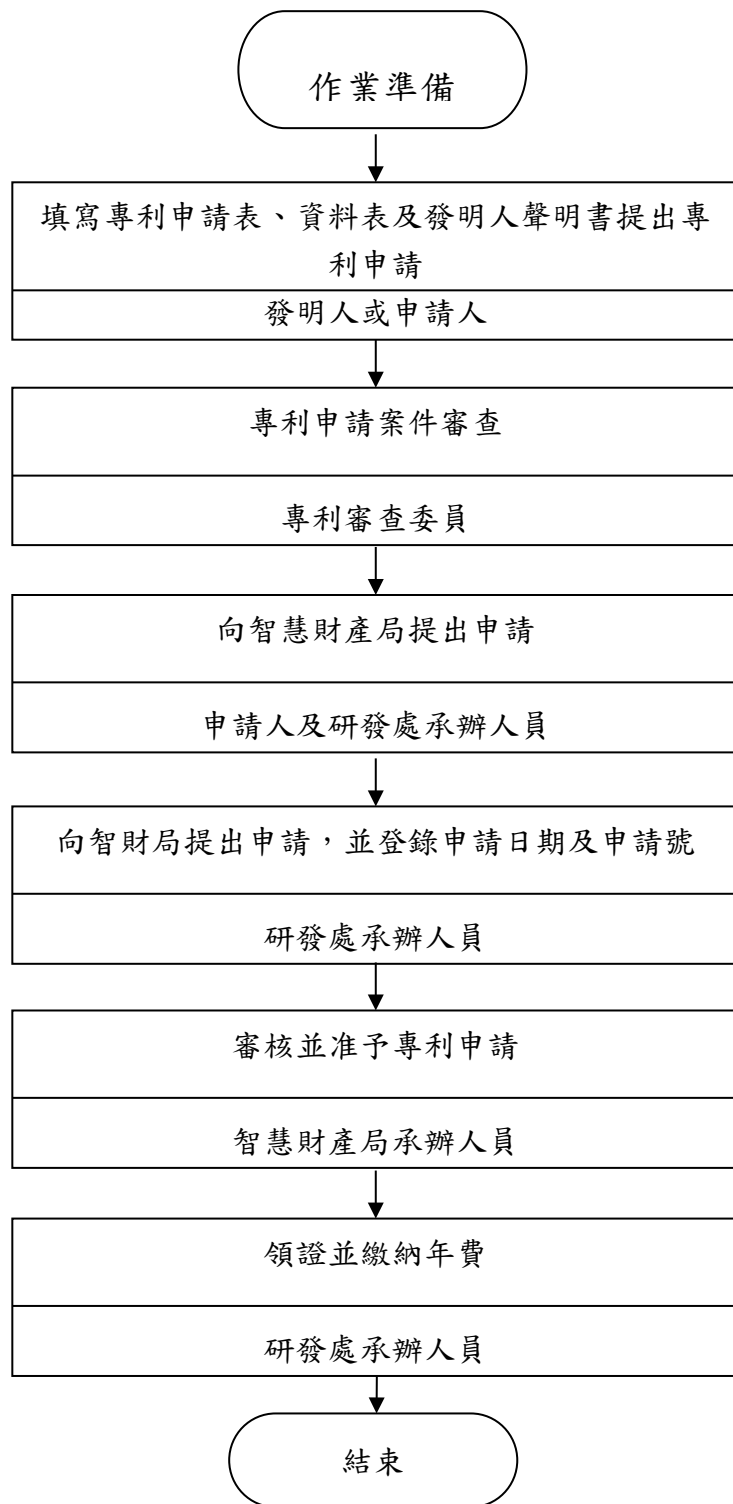 作業準備
填寫專利申請表、資料表及發明人聲明書提出專
利申請
發明人或申請人
專利申請案件審查
專利審查委員
向智慧財產局提出申請
申請人及研發處承辦人員
向智財局提出申請，並登錄申請日期及申請號
研發處承辦人員
審核並准予專利申請
智慧財產局承辦人員
領證並繳納年費
研發處承辦人員
結束